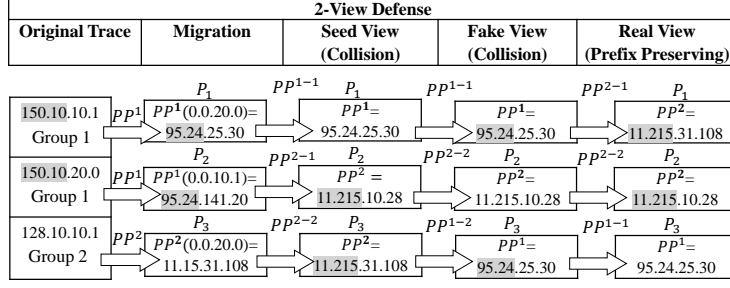 2-View Defense
Original Trace Migration Seed View (Collision) Fake View (Collision) Real View (Prefix Preserving)
P₁ PP¹⁻¹ P₁ PP¹⁻¹ P₁ PP²⁻¹ P₁
150.10.10.1 Group 1 PP¹ PP¹(0.0.20.0)= 95.24.25.30 PP¹= 95.24.25.30 PP¹= 95.24.25.30 PP²= 11.215.31.108
P₂ PP²⁻¹ P₂ PP²⁻² P₂ PP²⁻² P₂
150.10.20.0 Group 1 PP¹ PP¹(0.0.10.1)= 95.24.141.20 PP² = 11.215.10.28 PP²= 11.215.10.28 PP²= 11.215.10.28
P₃ PP²⁻² P₃ PP¹⁻² P₃ PP¹⁻¹ P₃
128.10.10.1 Group 2 PP² PP²(0.0.20.0)= 11.15.31.108 PP²= 11.215.31.108 PP¹= 95.24.25.30 PP¹= 95.24.25.30